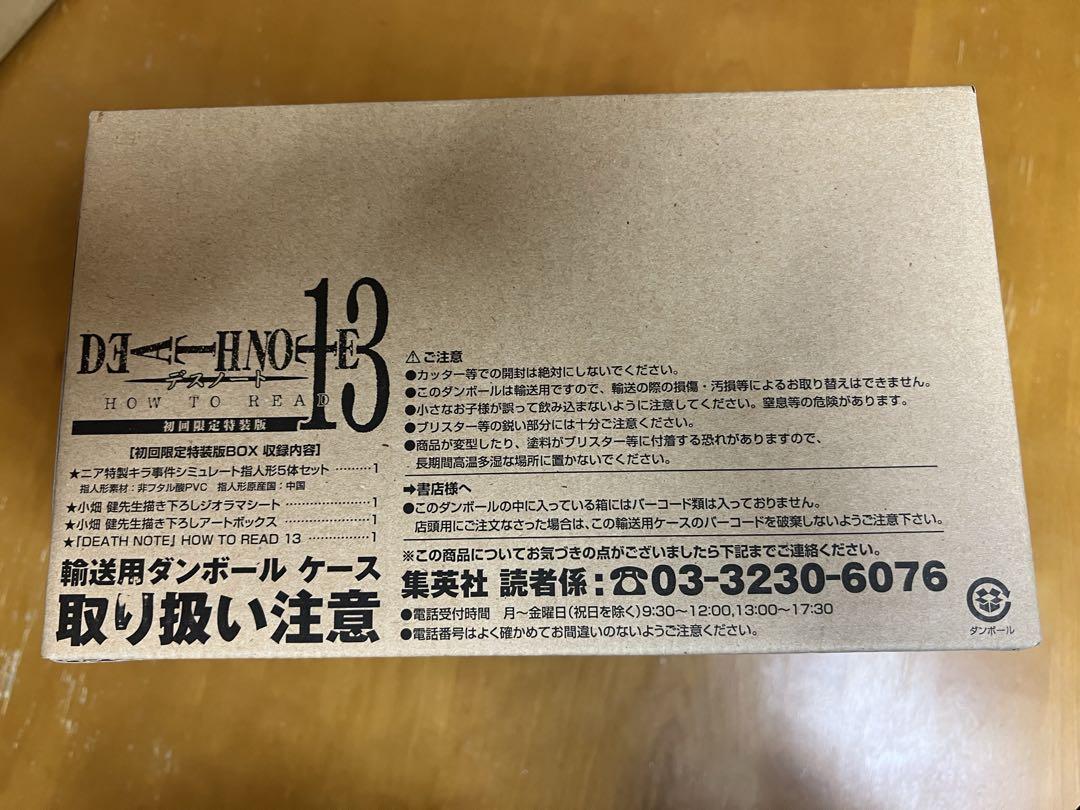 DEATH NOTE 13
デスノート
HOW TO READ
初回限定特装版
【初回限定特装版BOX 収録内容】
★ニア特製キラ事件シミュレート指人形5体セット ………1
指人形素材：非フタル酸PVC 指人形原産国：中国
★小畑 健先生描き下ろしジオラマシート ………………1
★小畑 健先生描き下ろしアートボックス ………………1
★「DEATH NOTE」HOW TO READ 13 ……………1
輸送用ダンボール ケース
取り扱い注意
⚠ご注意
●カッター等での開封は絶対にしないでください。
●このダンボールは輸送用ですので、輸送の際の損傷・汚損等によるお取り替えはできません。
●小さなお子様が誤って飲み込まないように注意してください。窒息等の危険があります。
●ブリスター等の鋭い部分には十分ご注意ください。
●商品が変型したり、塗料がブリスター等に付着する恐れがありますので、
長期間高温多湿な場所に置かないでください。
➡書店様へ
●このダンボールの中に入っている箱にはバーコード類は入っておりません。
店頭用にご注文なさった場合は、この輸送用ケースのバーコードを破棄しないようご注意下さい。
※この商品についてお気づきの点がございましたら下記までご連絡ください。
集英社 読者係：☎03-3230-6076
●電話受付時間 月～金曜日(祝日を除く)9:30～12:00,13:00～17:30
●電話番号はよく確かめてお間違いのないようご注意ください。
ダンボール